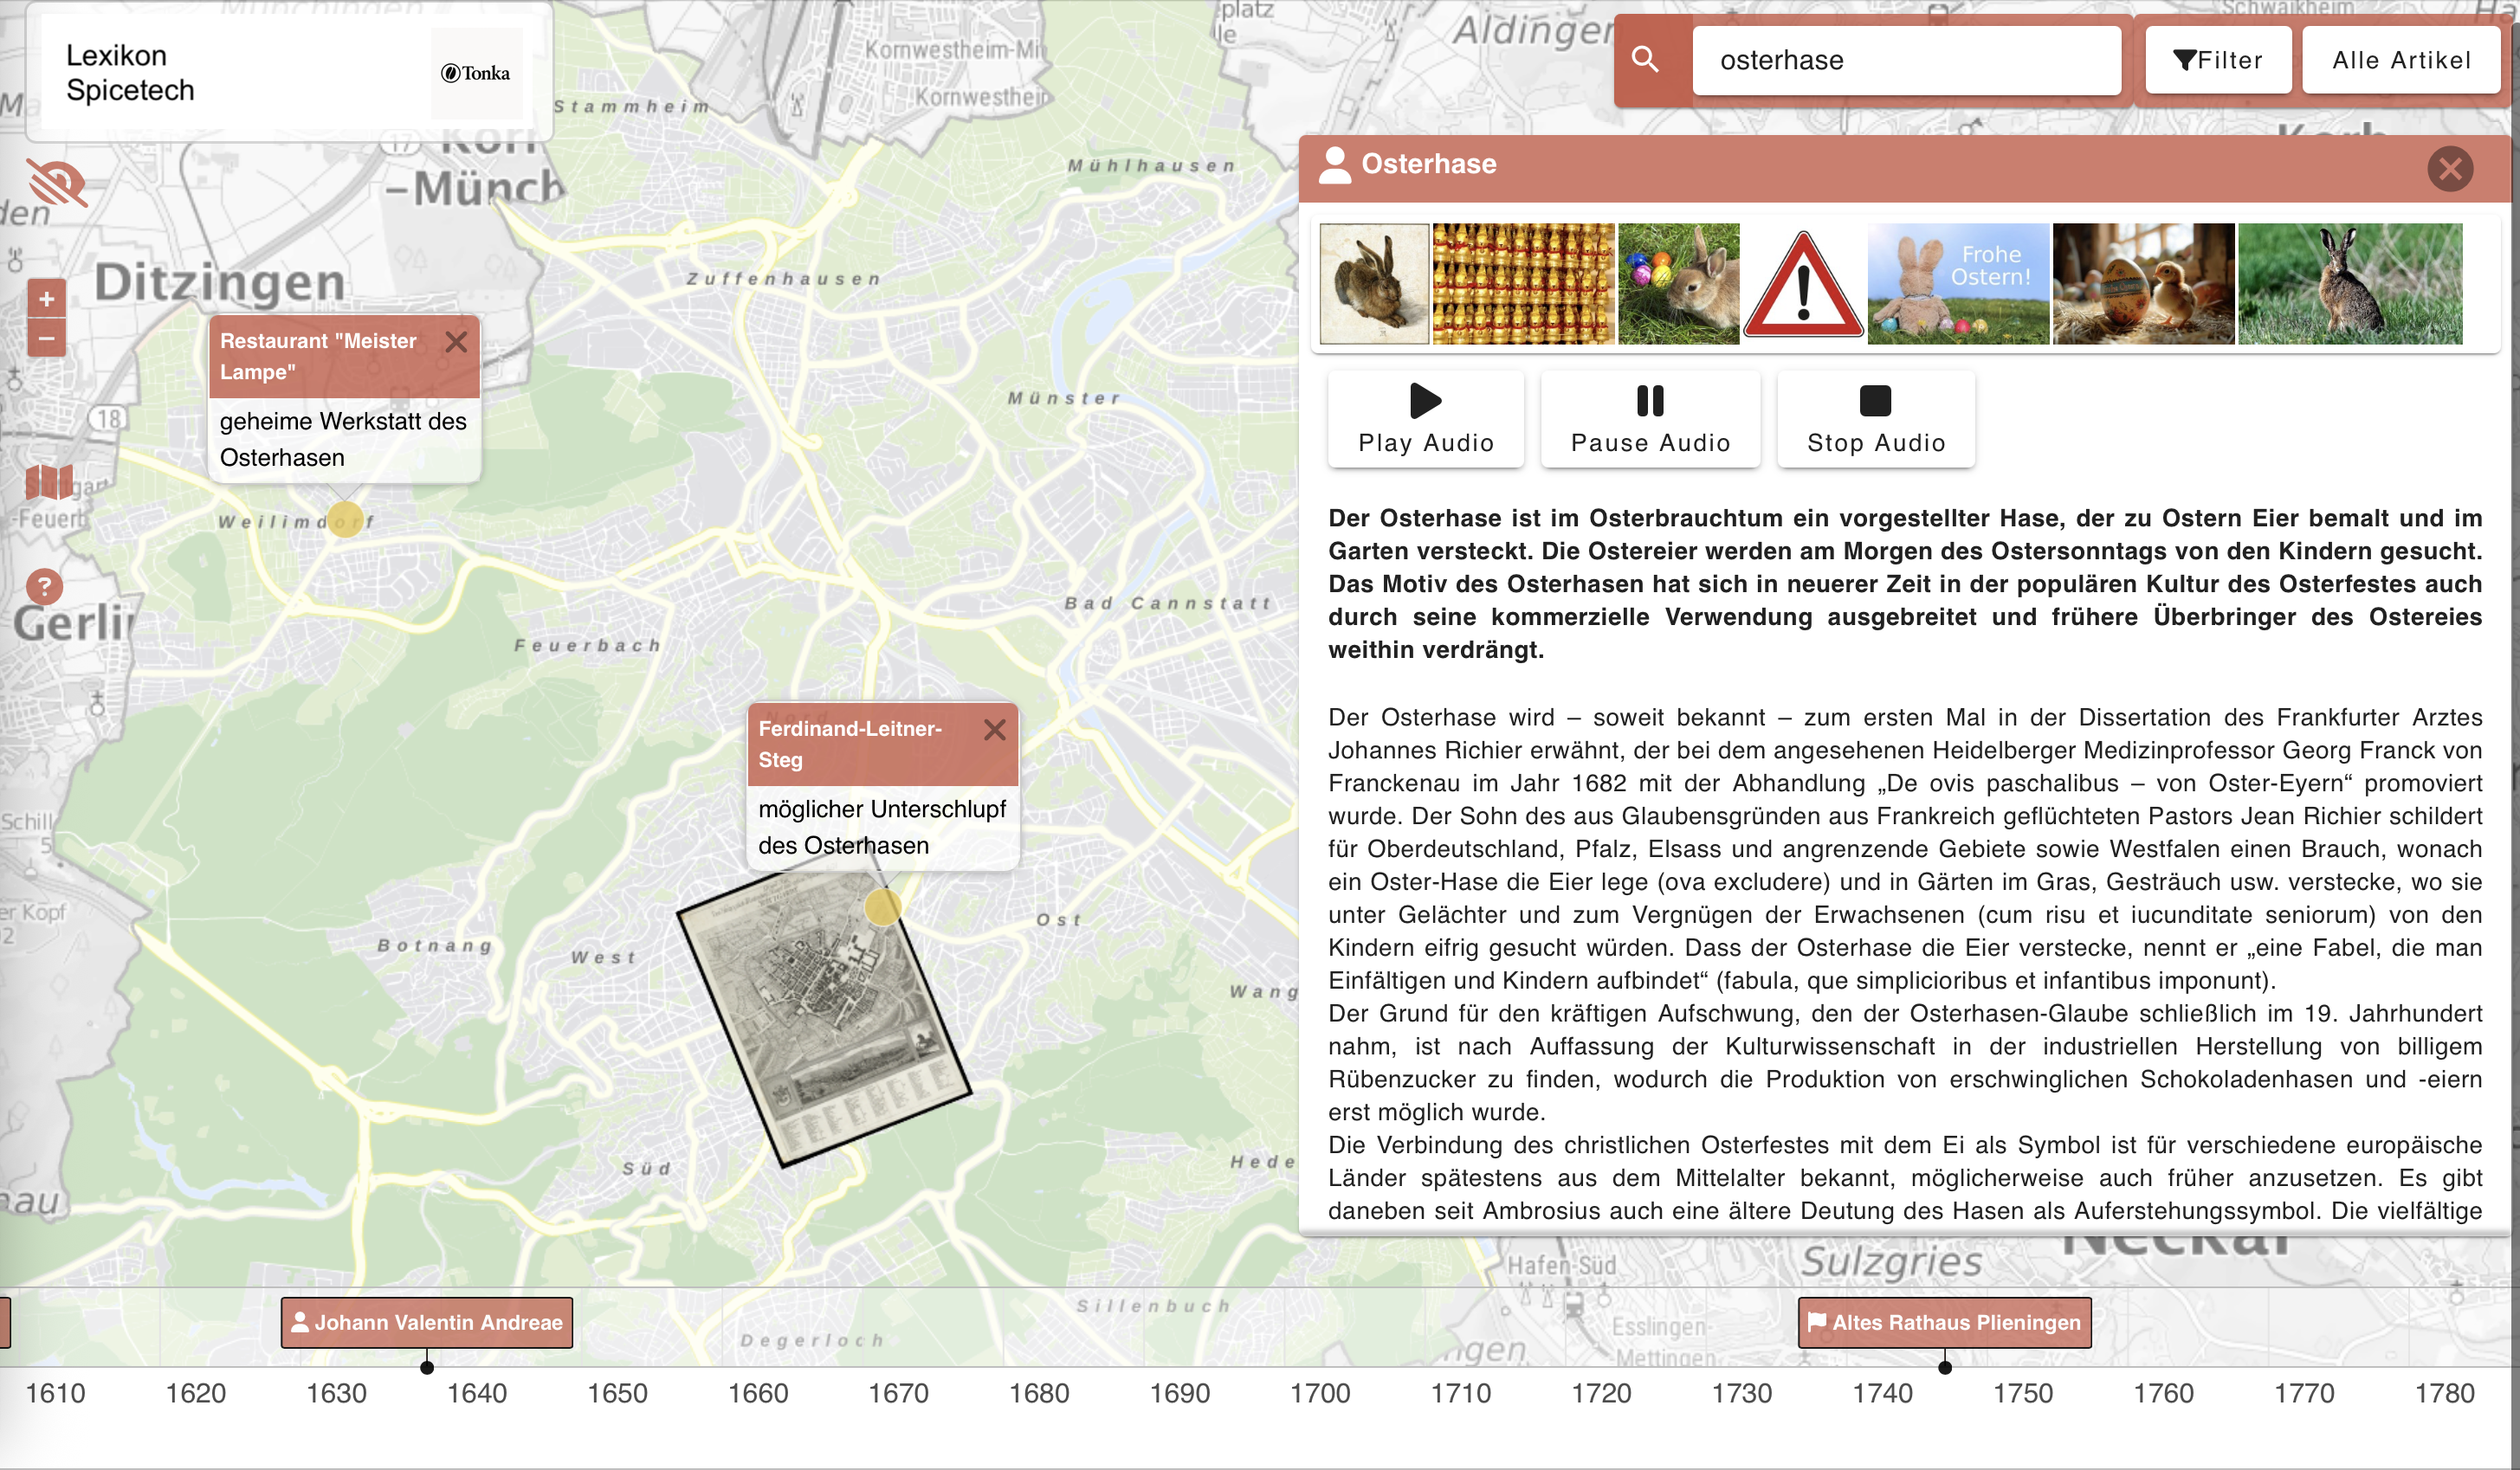 Lexikon
Spicetech
Tonka
osterhase
Filter
Alle Artikel
Osterhase
Frohe
Ostern!
Play Audio
Pause Audio
Stop Audio
Der Osterhase ist im Osterbrauchtum ein vorgestellter Hase, der zu Ostern Eier bemalt und im
Garten versteckt. Die Ostereier werden am Morgen des Ostersonntags von den Kindern gesucht.
Das Motiv des Osterhasen hat sich in neuerer Zeit in der populären Kultur des Osterfestes auch
durch seine kommerzielle Verwendung ausgebreitet und frühere Überbringer des Ostereies
weithin verdrängt.
Der Osterhase wird – soweit bekannt – zum ersten Mal in der Dissertation des Frankfurter Arztes
Johannes Richier erwähnt, der bei dem angesehenen Heidelberger Medizinprofessor Georg Franck von
Franckenau im Jahr 1682 mit der Abhandlung „De ovis paschalibus – von Oster-Eyern“ promoviert
wurde. Der Sohn des aus Glaubensgründen aus Frankreich geflüchteten Pastors Jean Richier schildert
für Oberdeutschland, Pfalz, Elsass und angrenzende Gebiete sowie Westfalen einen Brauch, wonach
ein Oster-Hase die Eier lege (ova excludere) und in Gärten im Gras, Gesträuch usw. verstecke, wo sie
unter Gelächter und zum Vergnügen der Erwachsenen (cum risu et iucunditate seniorum) von den
Kindern eifrig gesucht würden. Dass der Osterhase die Eier verstecke, nennt er „eine Fabel, die man
Einfältigen und Kindern aufbindet“ (fabula, que simplicioribus et infantibus imponunt).
Der Grund für den kräftigen Aufschwung, den der Osterhasen-Glaube schließlich im 19. Jahrhundert
nahm, ist nach Auffassung der Kulturwissenschaft in der industriellen Herstellung von billigem
Rübenzucker zu finden, wodurch die Produktion von erschwinglichen Schokoladenhasen und -eiern
erst möglich wurde.
Die Verbindung des christlichen Osterfestes mit dem Ei als Symbol ist für verschiedene europäische
Länder spätestens aus dem Mittelalter bekannt, möglicherweise auch früher anzusetzen. Es gibt
daneben seit Ambrosius auch eine ältere Deutung des Hasen als Auferstehungssymbol. Die vielfältige
Restaurant "Meister
Lampe"
geheime Werkstatt des
Osterhasen
Ferdinand-Leitner-
Steg
möglicher Unterschlupf
des Osterhasen
Aldingen
Kornwestheim
Stammheim
17
–Münch
Mühlhausen
Ditzingen
Zuffenhausen
18
Münster
Weilimdorf
-Feuerb
Bad Cannstatt
Feuerbach
Schill
5
Botnang
West
Ost
Wang
Süd
Hede
Hafen-Süd
Sulzgries
Neckar
Sillenbuch
Degerloch
Esslingen-
Mettingen
Johann Valentin Andreae
Altes Rathaus Plieningen
1610 1620 1630 1640 1650 1660 1670 1680 1690 1700 1710 1720 1730 1740 1750 1760 1770 1780